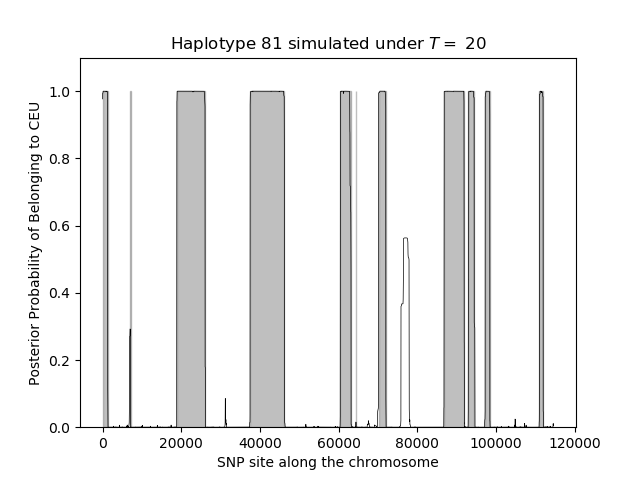 Haplotype 81 simulated under T = 20
Posterior Probability of Belonging to CEU
1.0
0.8
0.6
0.4
0.2
0.0
0 20000 40000 60000 80000 100000 120000
SNP site along the chromosome